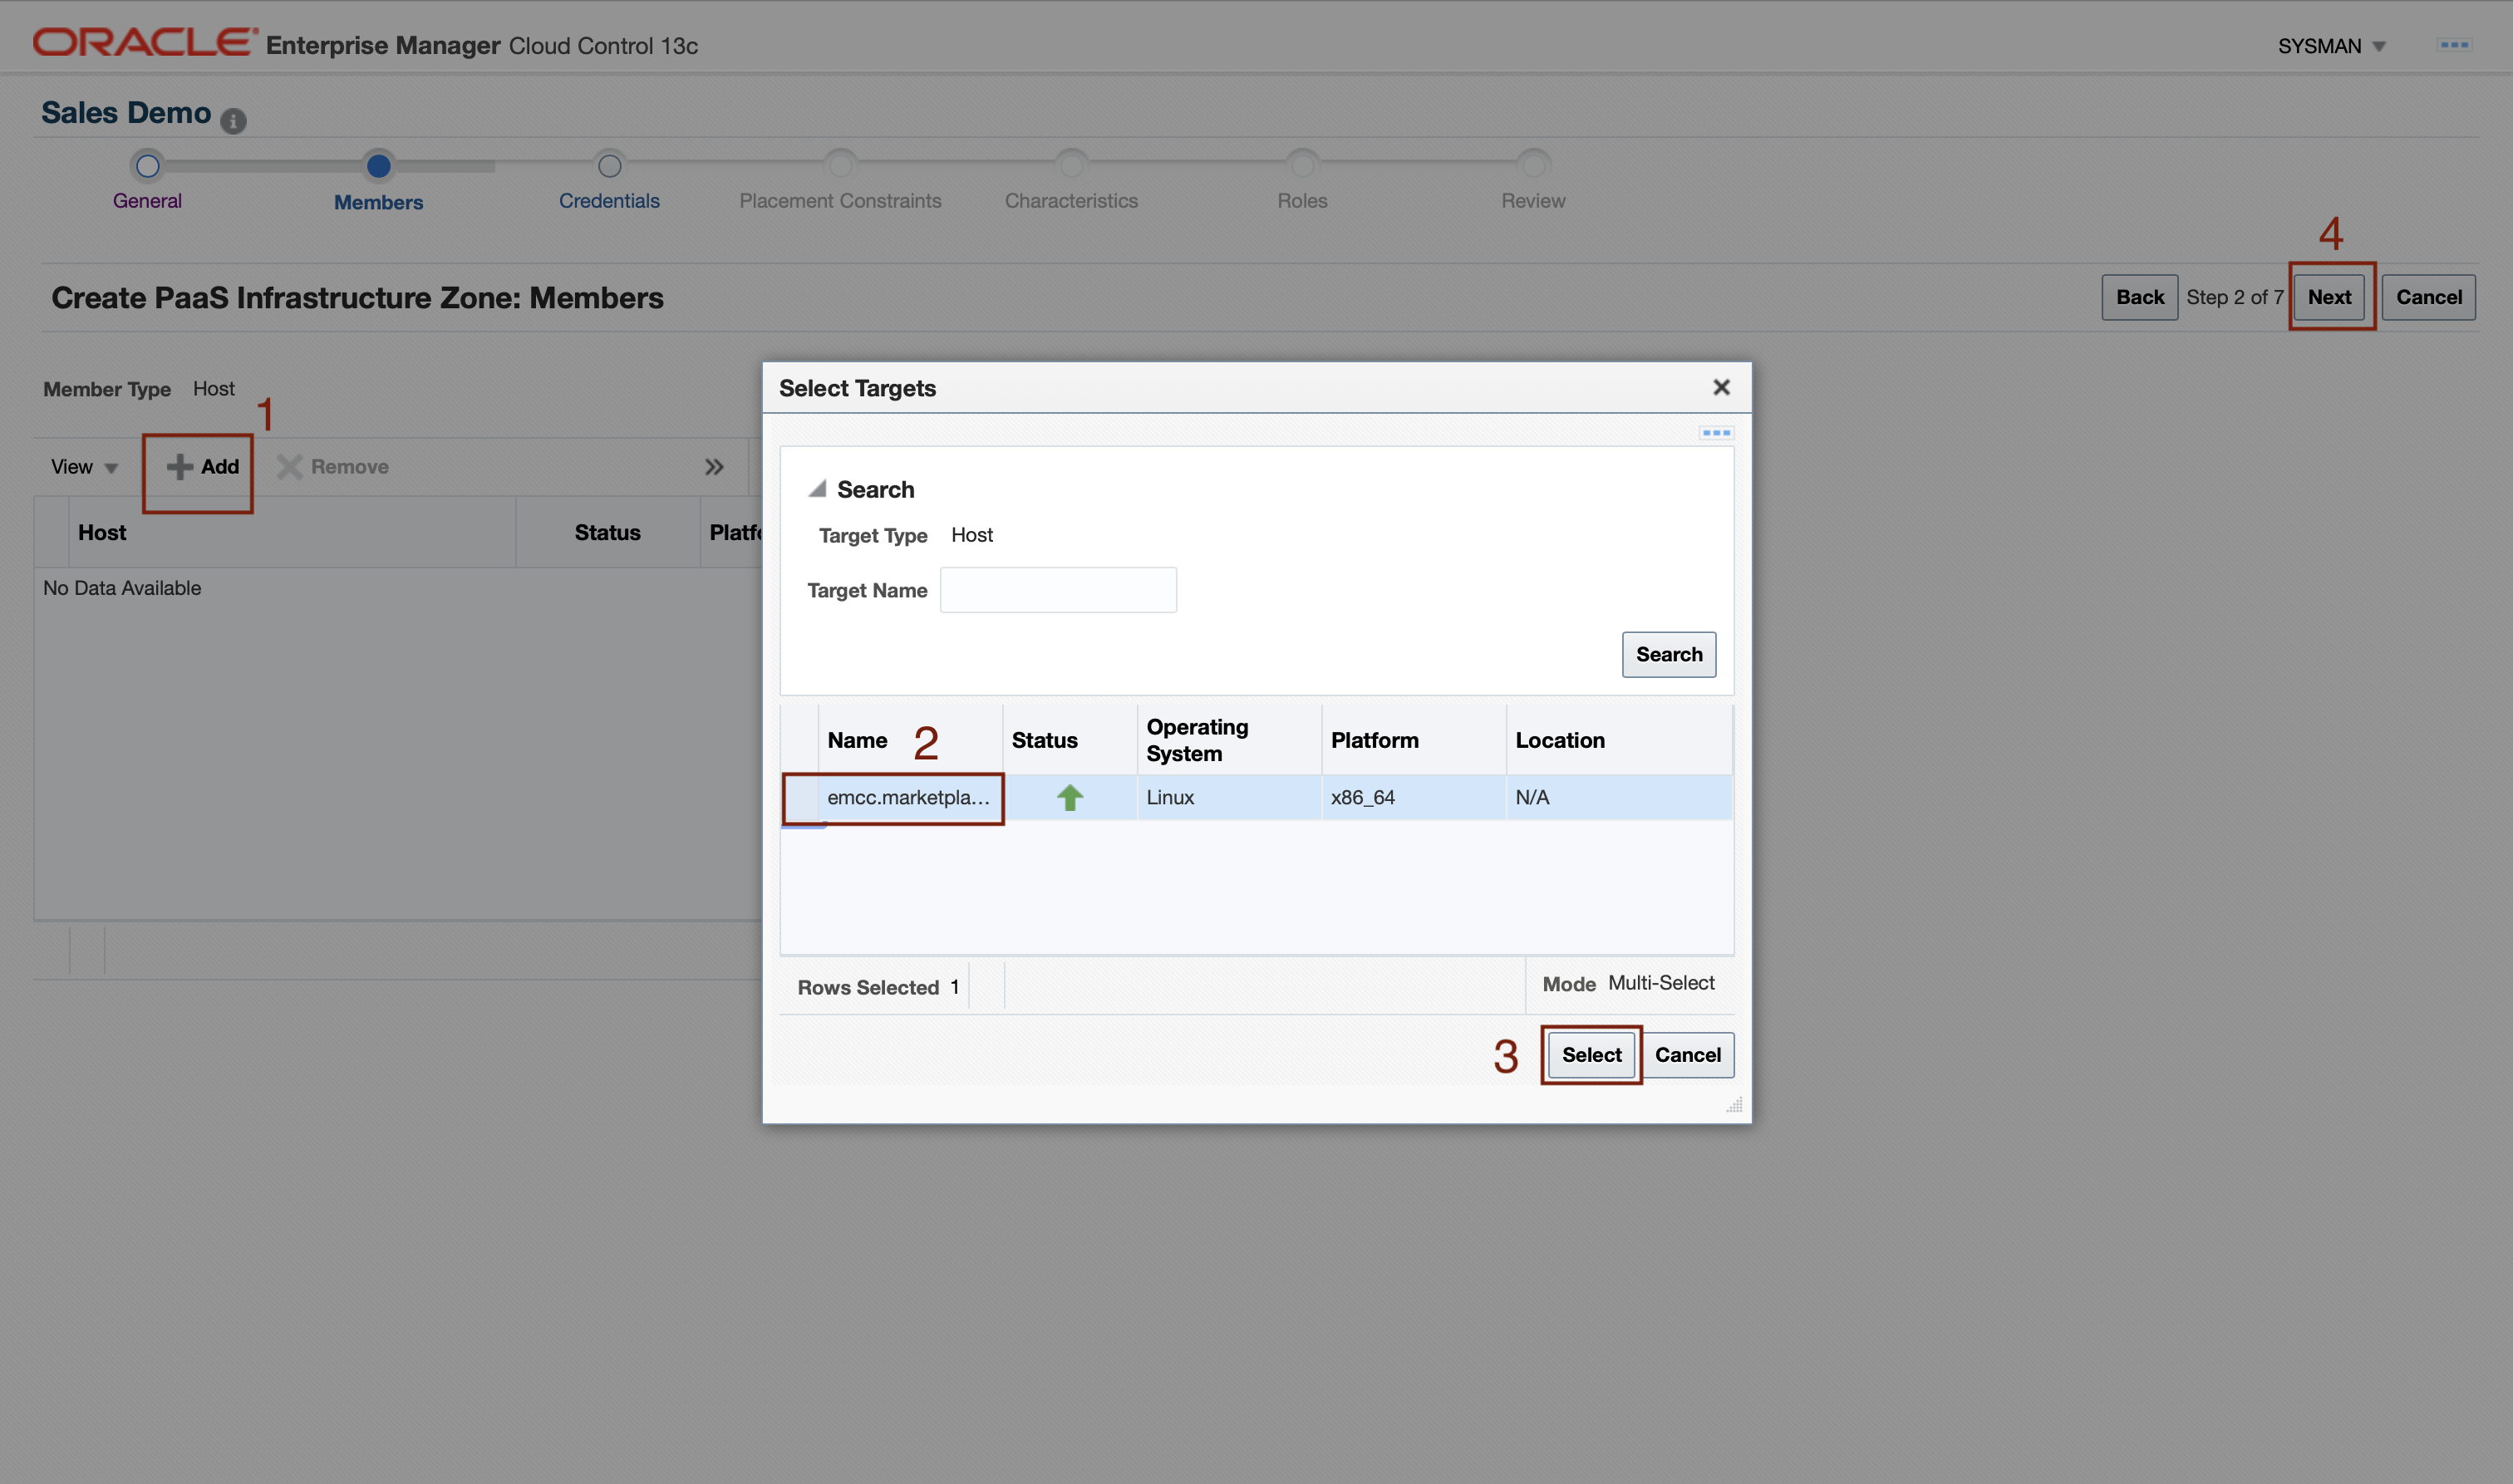 ORACLE Enterprise Manager Cloud Control 13c
SYSMAN
Sales Demo
General
Members
Credentials
Placement Constraints
Characteristics
Roles
Review
4
Create PaaS Infrastructure Zone: Members
Back Step 2 of 7 Next Cancel
Member Type Host
1
View Add Remove
Host Status
No Data Available
Select Targets
Search
Target Type Host
Target Name
Search
Name 2 Status Operating System Platform Location
emcc.marketpla... Linux x86_64 N/A
Rows Selected 1
Mode Multi-Select
3 Select Cancel